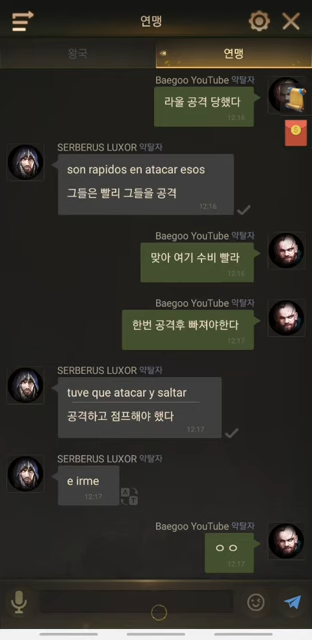 연맹
왕국
연맹
Baegoo YouTube 약탈자
라울 공격 당했다
12:16
SERBERUS LUXOR 약탈자
son rapidos en atacar esos
그들은 빨리 그들을 공격
12:16
Baegoo YouTube 약탈자
맞아 여기 수비 빨라
12:16
Baegoo YouTube 약탈자
한번 공격후 빠져야한다
12:17
SERBERUS LUXOR 약탈자
tuve que atacar y saltar
공격하고 점프해야 했다
12:17
SERBERUS LUXOR 약탈자
e irme
12:17
Baegoo YouTube 약탈자
ㅇㅇ
12:17